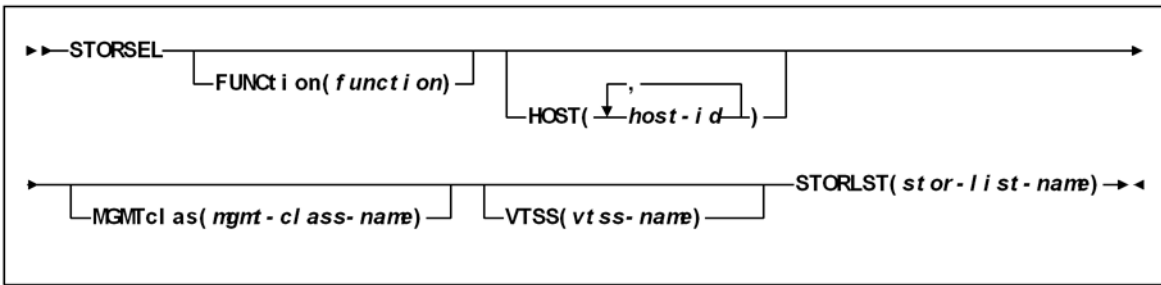 STORSEL
FUNCtion(function)
,
HOST(host-id)
MGMTclas(mgmt-class-name)
VTSS(vtss-name)
STORLST(stor-list-name)